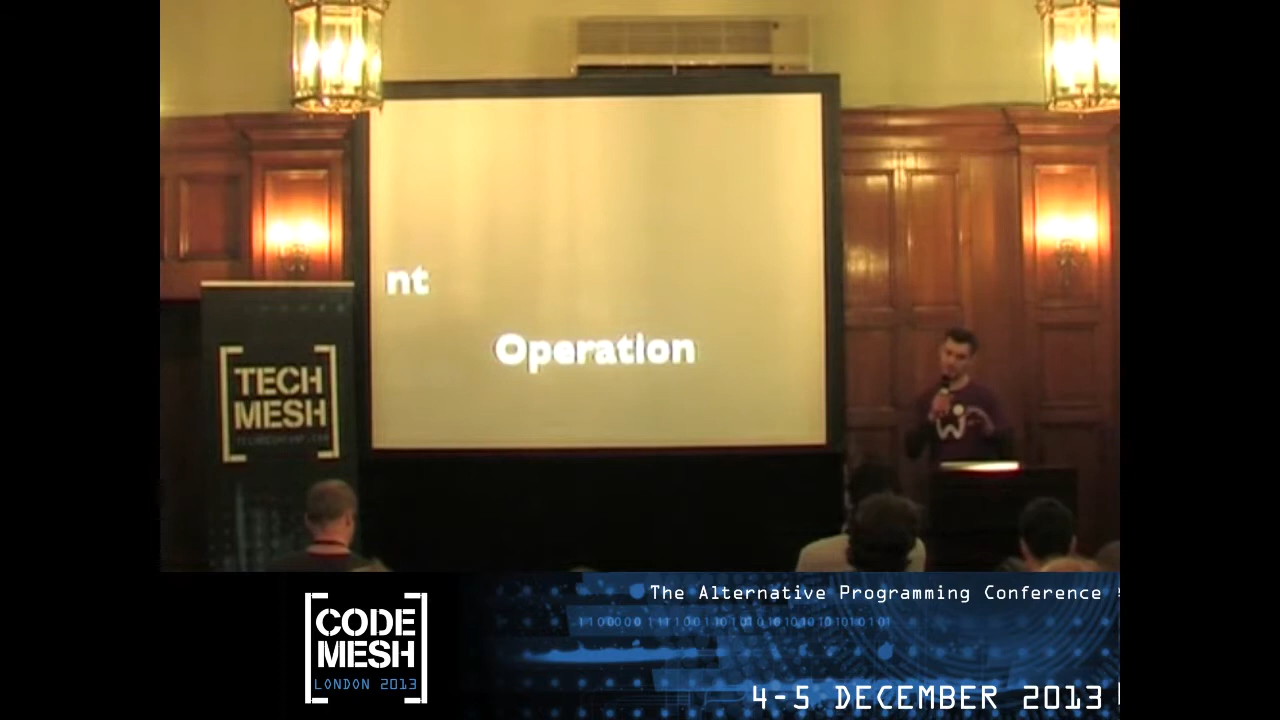 nt
Operation
TECH
MESH
CODE
MESH
LONDON 2013
The Alternative Programming Conference
4-5 DECEMBER 2013